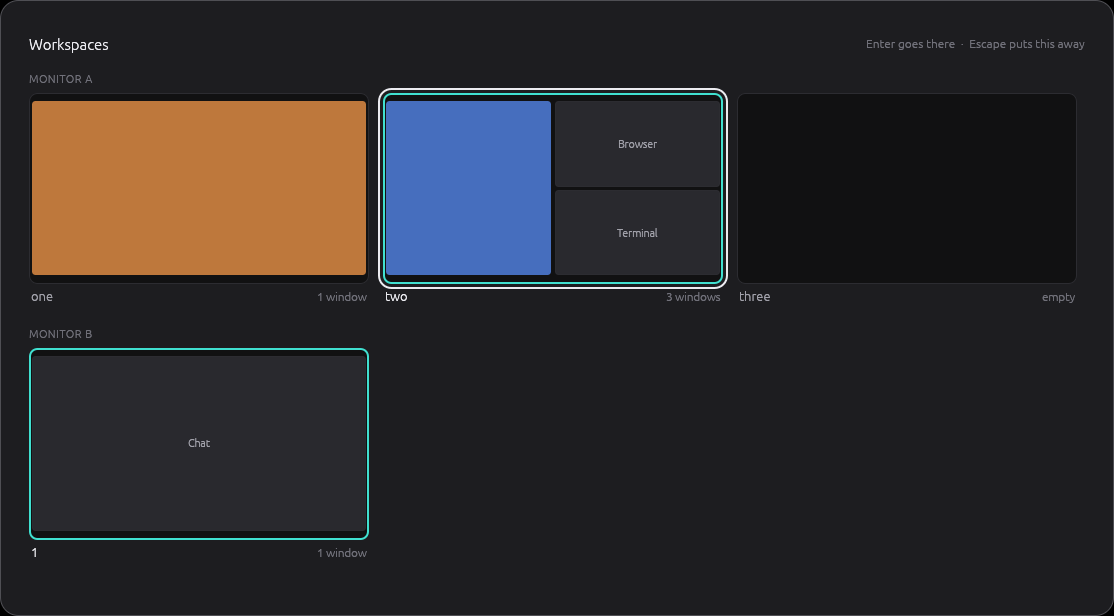 Workspaces
Enter goes there · Escape puts this away
MONITOR A
Browser
Terminal
one
1 window
two
3 windows
three
empty
MONITOR B
Chat
1
1 window